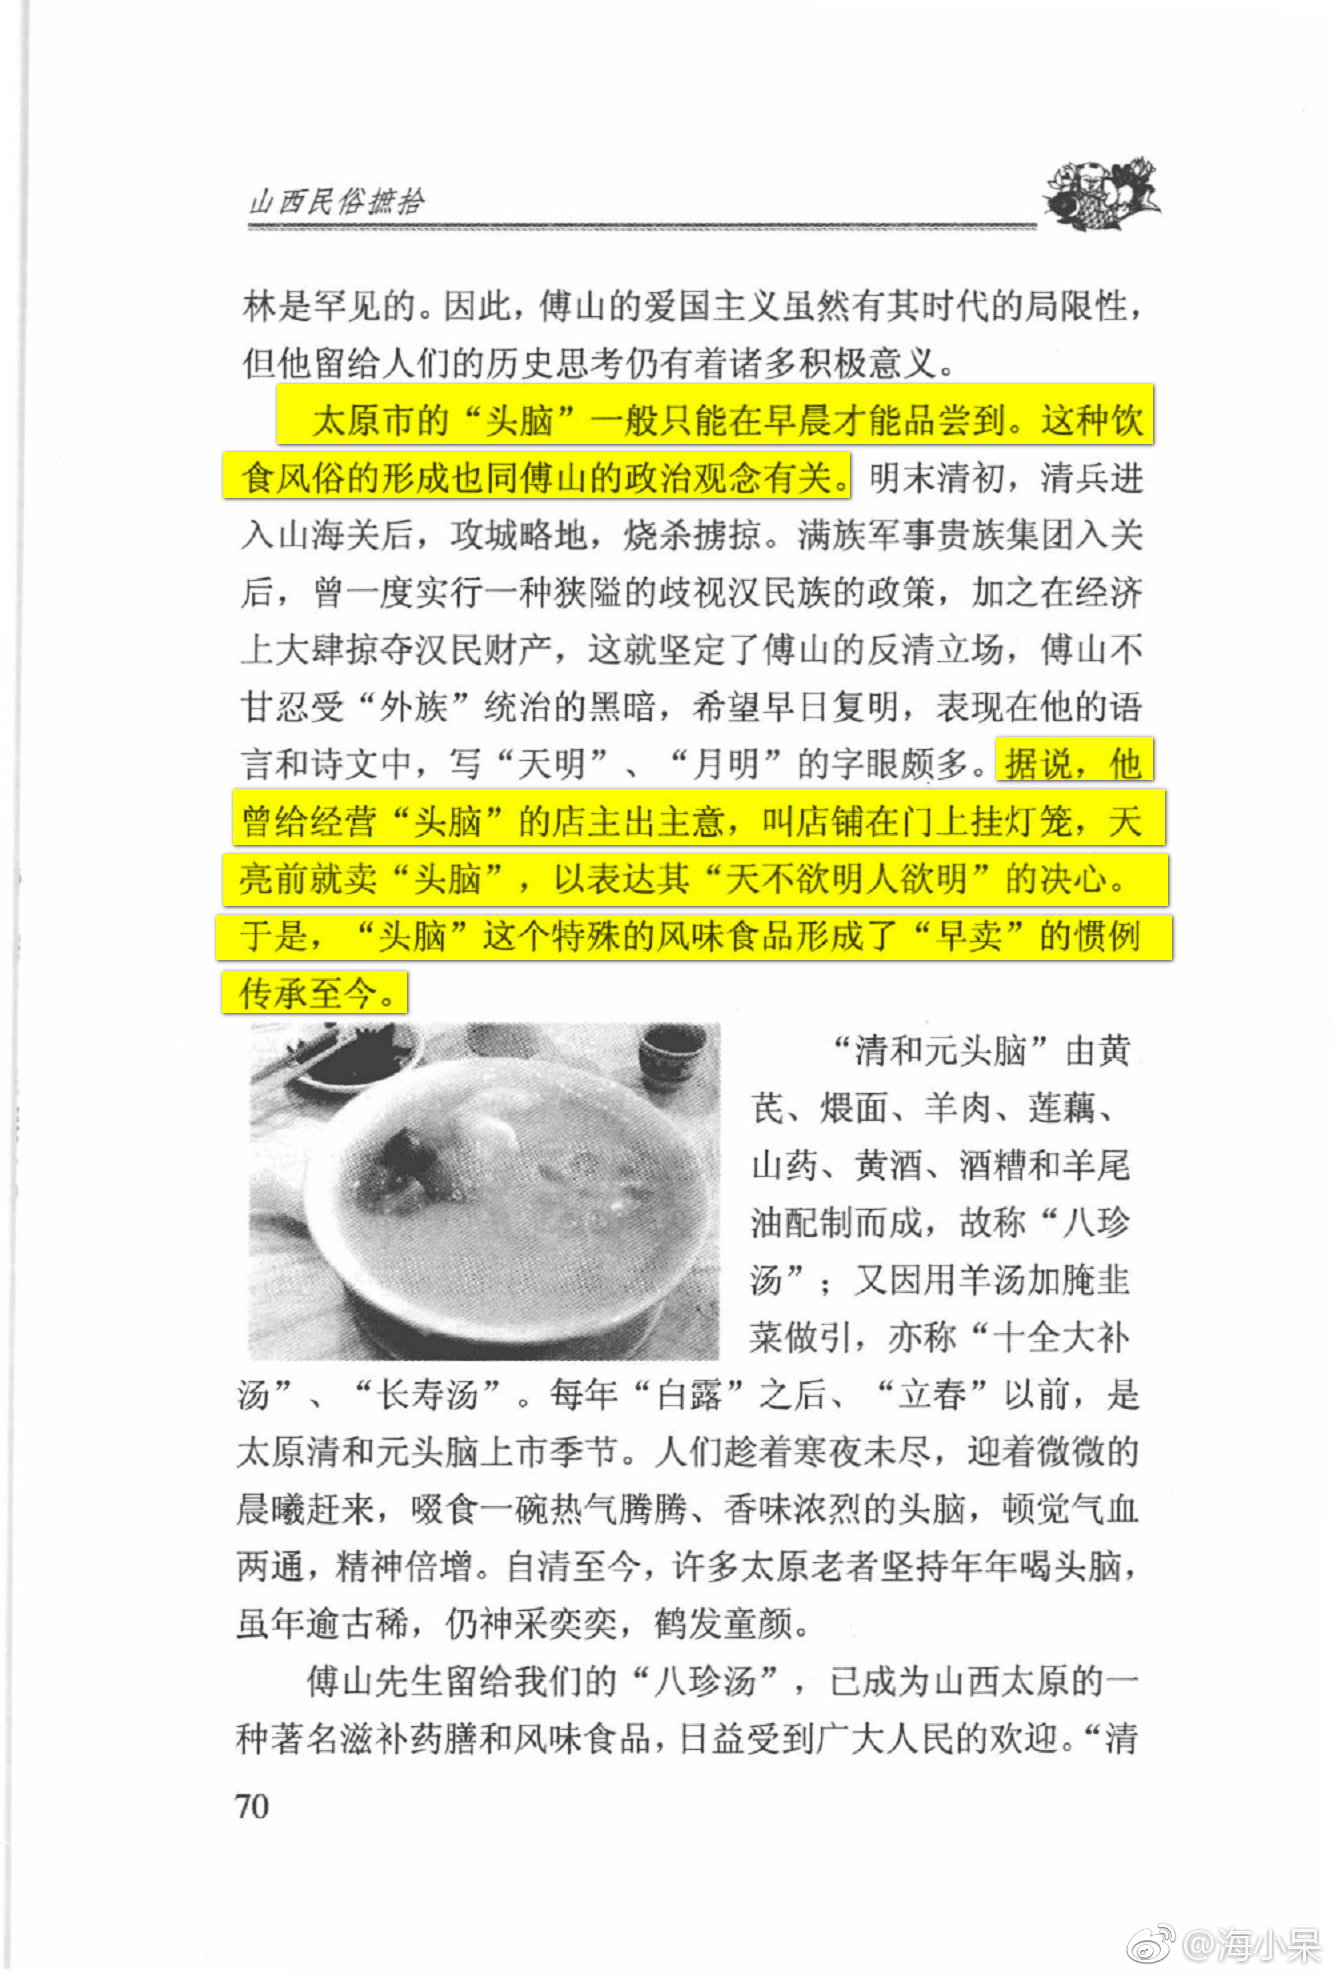 山西民俗摭拾
林是罕见的。因此，傅山的爱国主义虽然有其时代的局限性，
但他留给人们的历史思考仍有着诸多积极意义。
太原市的“头脑”一般只能在早晨才能品尝到。这种饮
食风俗的形成也同傅山的政治观念有关。明末清初，清兵进
入山海关后，攻城略地，烧杀掳掠。满族军事贵族集团入关
后，曾一度实行一种狭隘的歧视汉民族的政策，加之在经济
上大肆掠夺汉民财产，这就坚定了傅山的反清立场，傅山不
甘忍受“外族”统治的黑暗，希望早日复明，表现在他的语
言和诗文中，写“天明”、“月明”的字眼颇多。据说，他
曾给经营“头脑”的店主出主意，叫店铺在门上挂灯笼，天
亮前就卖“头脑”，以表达其“天不欲明人欲明”的决心。
于是，“头脑”这个特殊的风味食品形成了“早卖”的惯例
传承至今。
“清和元头脑”由黄
芪、煨面、羊肉、莲藕、
山药、黄酒、酒糟和羊尾
油配制而成，故称“八珍
汤”；又因用羊汤加腌韭
菜做引，亦称“十全大补
汤”、“长寿汤”。每年“白露”之后、“立春”以前，是
太原清和元头脑上市季节。人们趁着寒夜未尽，迎着微微的
晨曦赶来，啜食一碗热气腾腾、香味浓烈的头脑，顿觉气血
两通，精神倍增。自清至今，许多太原老者坚持年年喝头脑，
虽年逾古稀，仍神采奕奕，鹤发童颜。
傅山先生留给我们的“八珍汤”，已成为山西太原的一
种著名滋补药膳和风味食品，日益受到广大人民的欢迎。“清
70
@海小呆